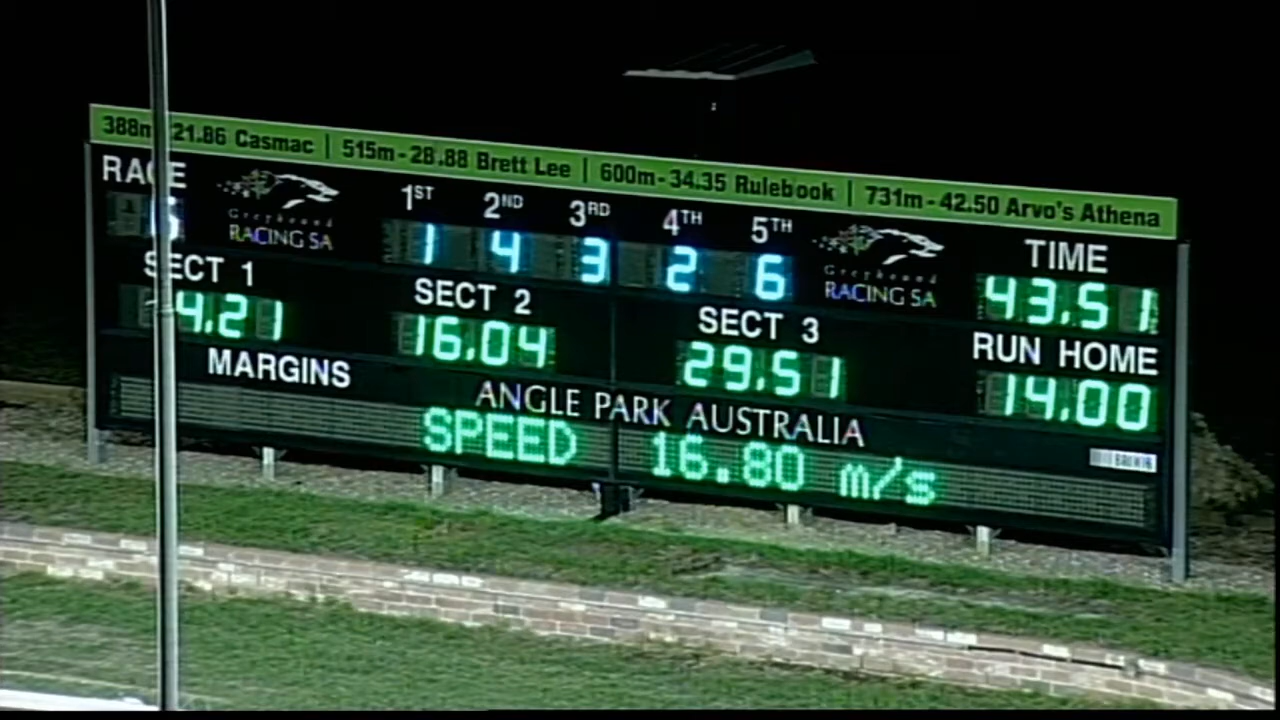 388m 21.86 Casmac | 515m - 28.88 Brett Lee | 600m - 34.35 Rulebook | 731m - 42.50 Arvo's Athena
RACE
Greyhound
RACING SA
1ST 2ND 3RD 4TH 5TH
1 4 3 2 6
Greyhound
RACING SA
TIME
43.51
SECT 1
4.21
SECT 2
16.04
SECT 3
29.51
RUN HOME
14.00
MARGINS
ANGLE PARK AUSTRALIA
SPEED 16.80 m/s